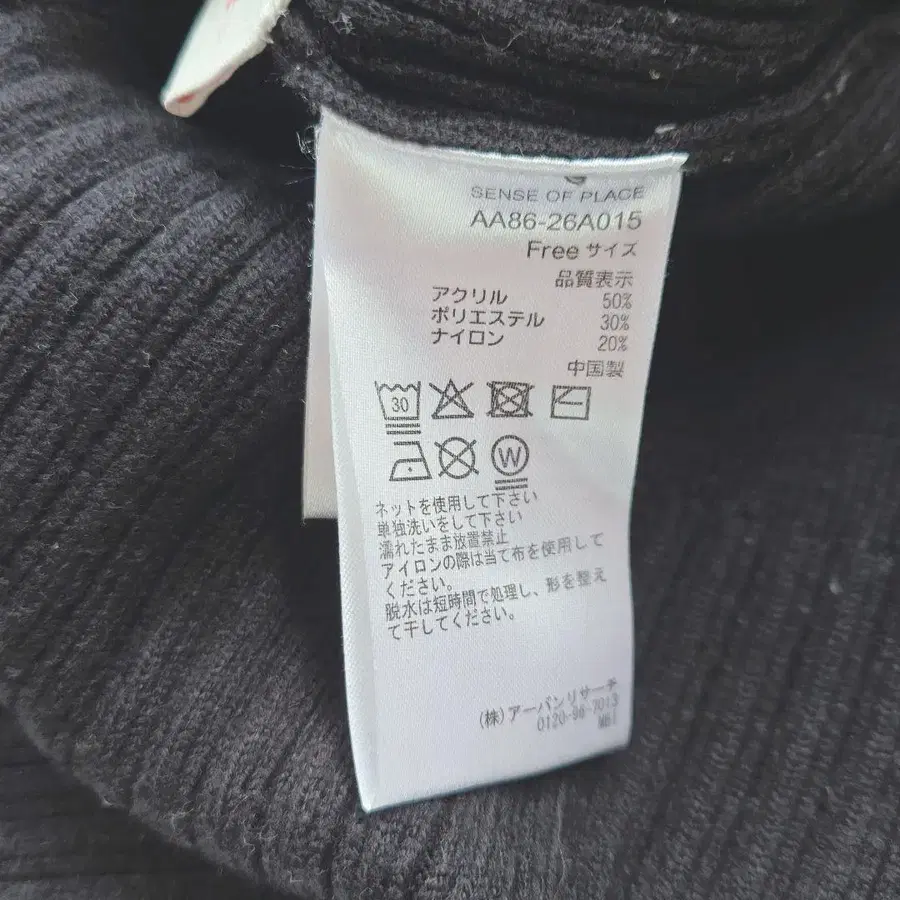 SENSE OF PLACE
AA86-26A015
Free サイズ
品質表示
アクリル 50%
ポリエステル 30%
ナイロン 20%
中国製
30
W
ネットを使用して下さい
単独洗いをして下さい
濡れたまま放置禁止
アイロンの際は当て布を使用して
ください。
脱水は短時間で処理し、形を整え
て干してください。
(株)アーバンリサーチ
0120-96-7013